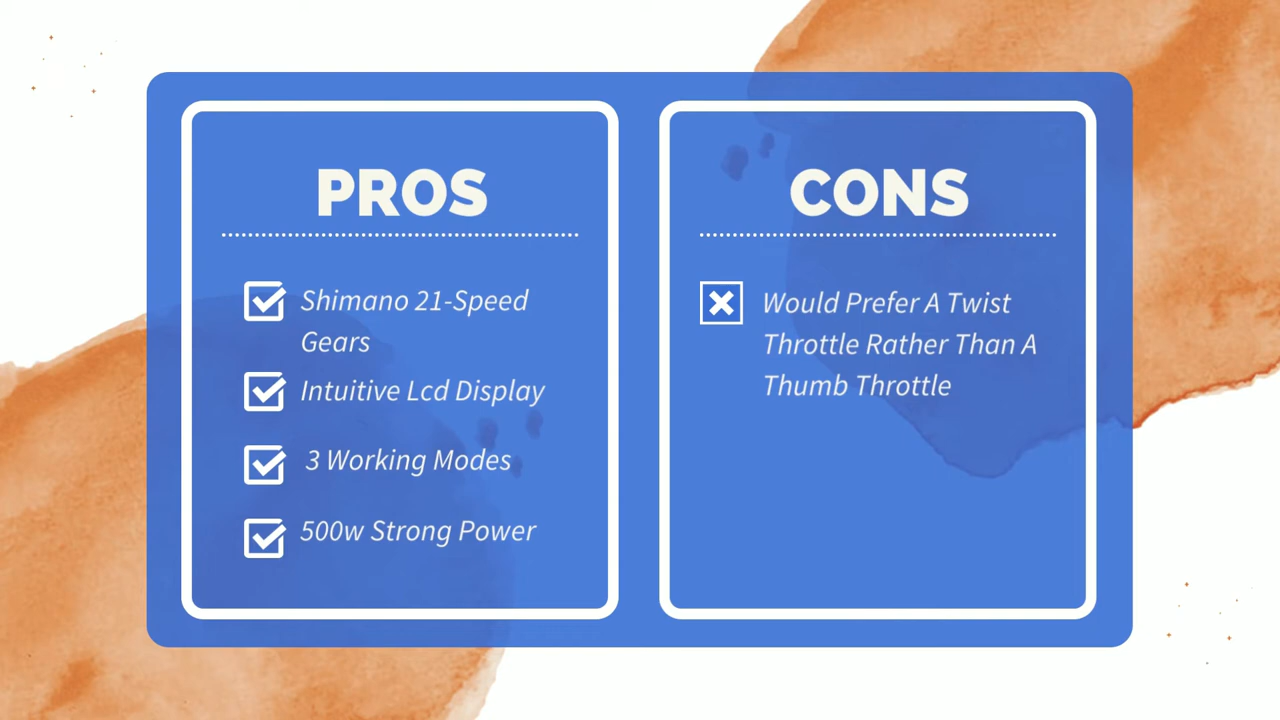 PROS
Shimano 21-Speed
Gears
Intuitive Lcd Display
3 Working Modes
500w Strong Power
CONS
Would Prefer A Twist
Throttle Rather Than A
Thumb Throttle